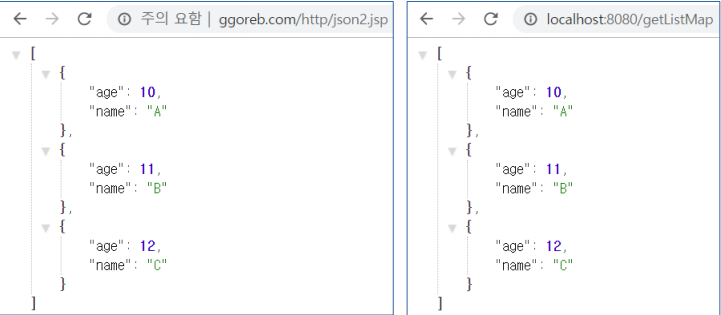 주의 요함 | ggoreb.com/http/json2.jsp
[
{
"age": 10,
"name": "A"
},
{
"age": 11,
"name": "B"
},
{
"age": 12,
"name": "C"
}
]
localhost:8080/getListMap
[
{
"age": 10,
"name": "A"
},
{
"age": 11,
"name": "B"
},
{
"age": 12,
"name": "C"
}
]